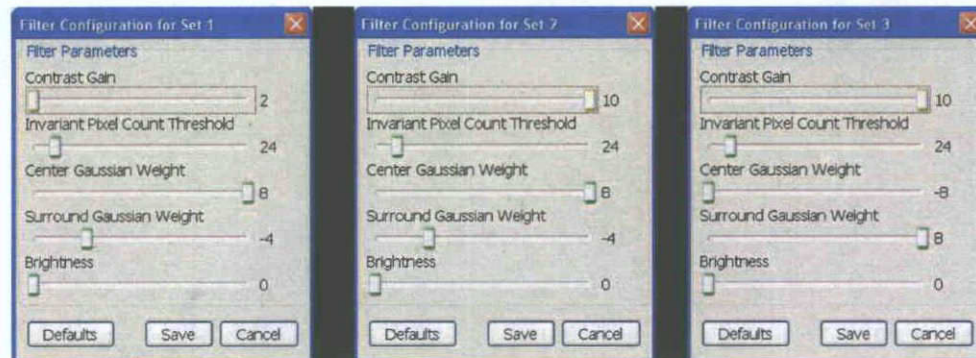 Filter Configuration for Set 1
Filter Parameters
Contrast Gain
2
Invariant Pixel Count Threshold
24
Center Gaussian Weight
8
Surround Gaussian Weight
-4
Brightness
0
Defaults Save Cancel
Filter Configuration for Set 2
Filter Parameters
Contrast Gain
10
Invariant Pixel Count Threshold
24
Center Gaussian Weight
8
Surround Gaussian Weight
-4
Brightness
0
Defaults Save Cancel
Filter Configuration for Set 3
Filter Parameters
Contrast Gain
10
Invariant Pixel Count Threshold
24
Center Gaussian Weight
-8
Surround Gaussian Weight
8
Brightness
0
Defaults Save Cancel